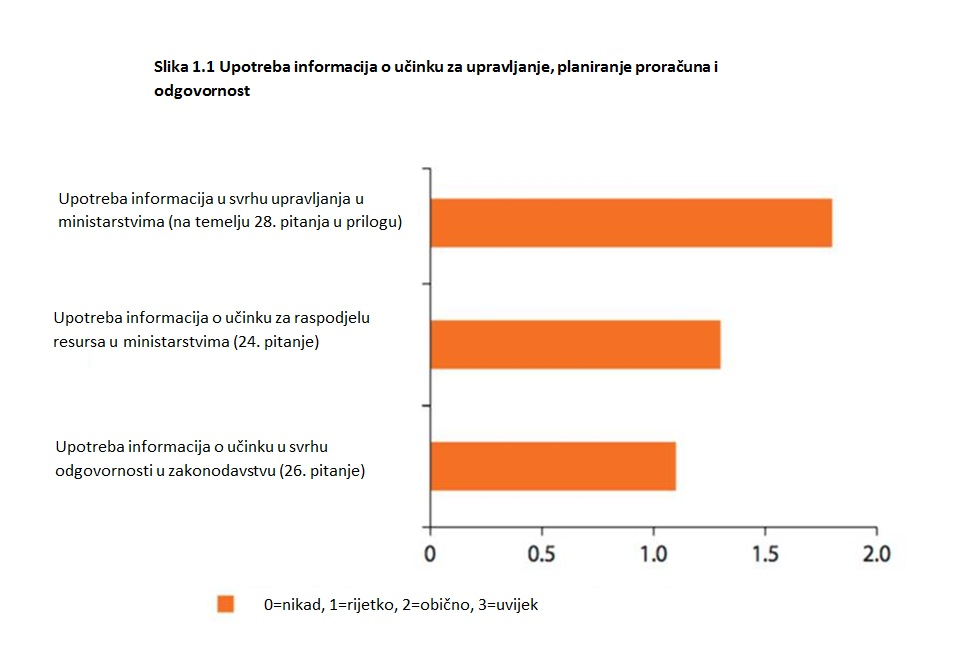 Slika 1.1 Upotreba informacija o učinku za upravljanje, planiranje proračuna i
odgovornost
Upotreba informacija u svrhu upravljanja u
ministarstvima (na temelju 28. pitanja u prilogu)
Upotreba informacija o učinku za raspodjelu
resursa u ministarstvima (24. pitanje)
Upotreba informacija o učinku u svrhu
odgovornosti u zakonodavstvu (26. pitanje)
0 0.5 1.0 1.5 2.0
0=nikad, 1=rijetko, 2=obično, 3=uvijek